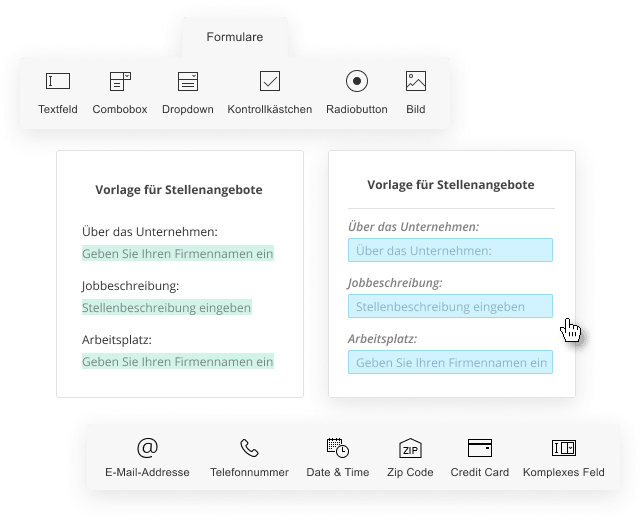 Formulare
Textfeld Combobox Dropdown Kontrollkästchen Radiobutton Bild
Vorlage für Stellenangebote
Über das Unternehmen:
Geben Sie Ihren Firmennamen ein
Jobbeschreibung:
Stellenbeschreibung eingeben
Arbeitsplatz:
Geben Sie Ihren Firmennamen ein
Vorlage für Stellenangebote
Über das Unternehmen:
Über das Unternehmen:
Jobbeschreibung:
Stellenbeschreibung eingeben
Arbeitsplatz:
Geben Sie Ihren Firmennamen ein
@
ZIP
E-Mail-Addresse Telefonnummer Date & Time Zip Code Credit Card Komplexes Feld